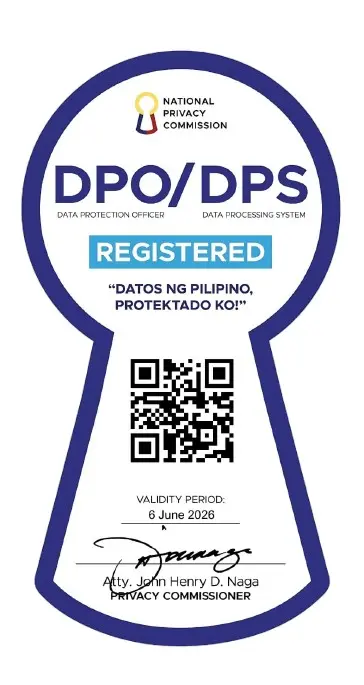 NATIONAL
PRIVACY
COMMISSION
DPO/DPS
DATA PROTECTION OFFICER DATA PROCESSING SYSTEM
REGISTERED
“DATOS NG PILIPINO,
PROTEKTADO KO!”
VALIDITY PERIOD:
6 June 2026
Atty. John Henry D. Naga
PRIVACY COMMISSIONER